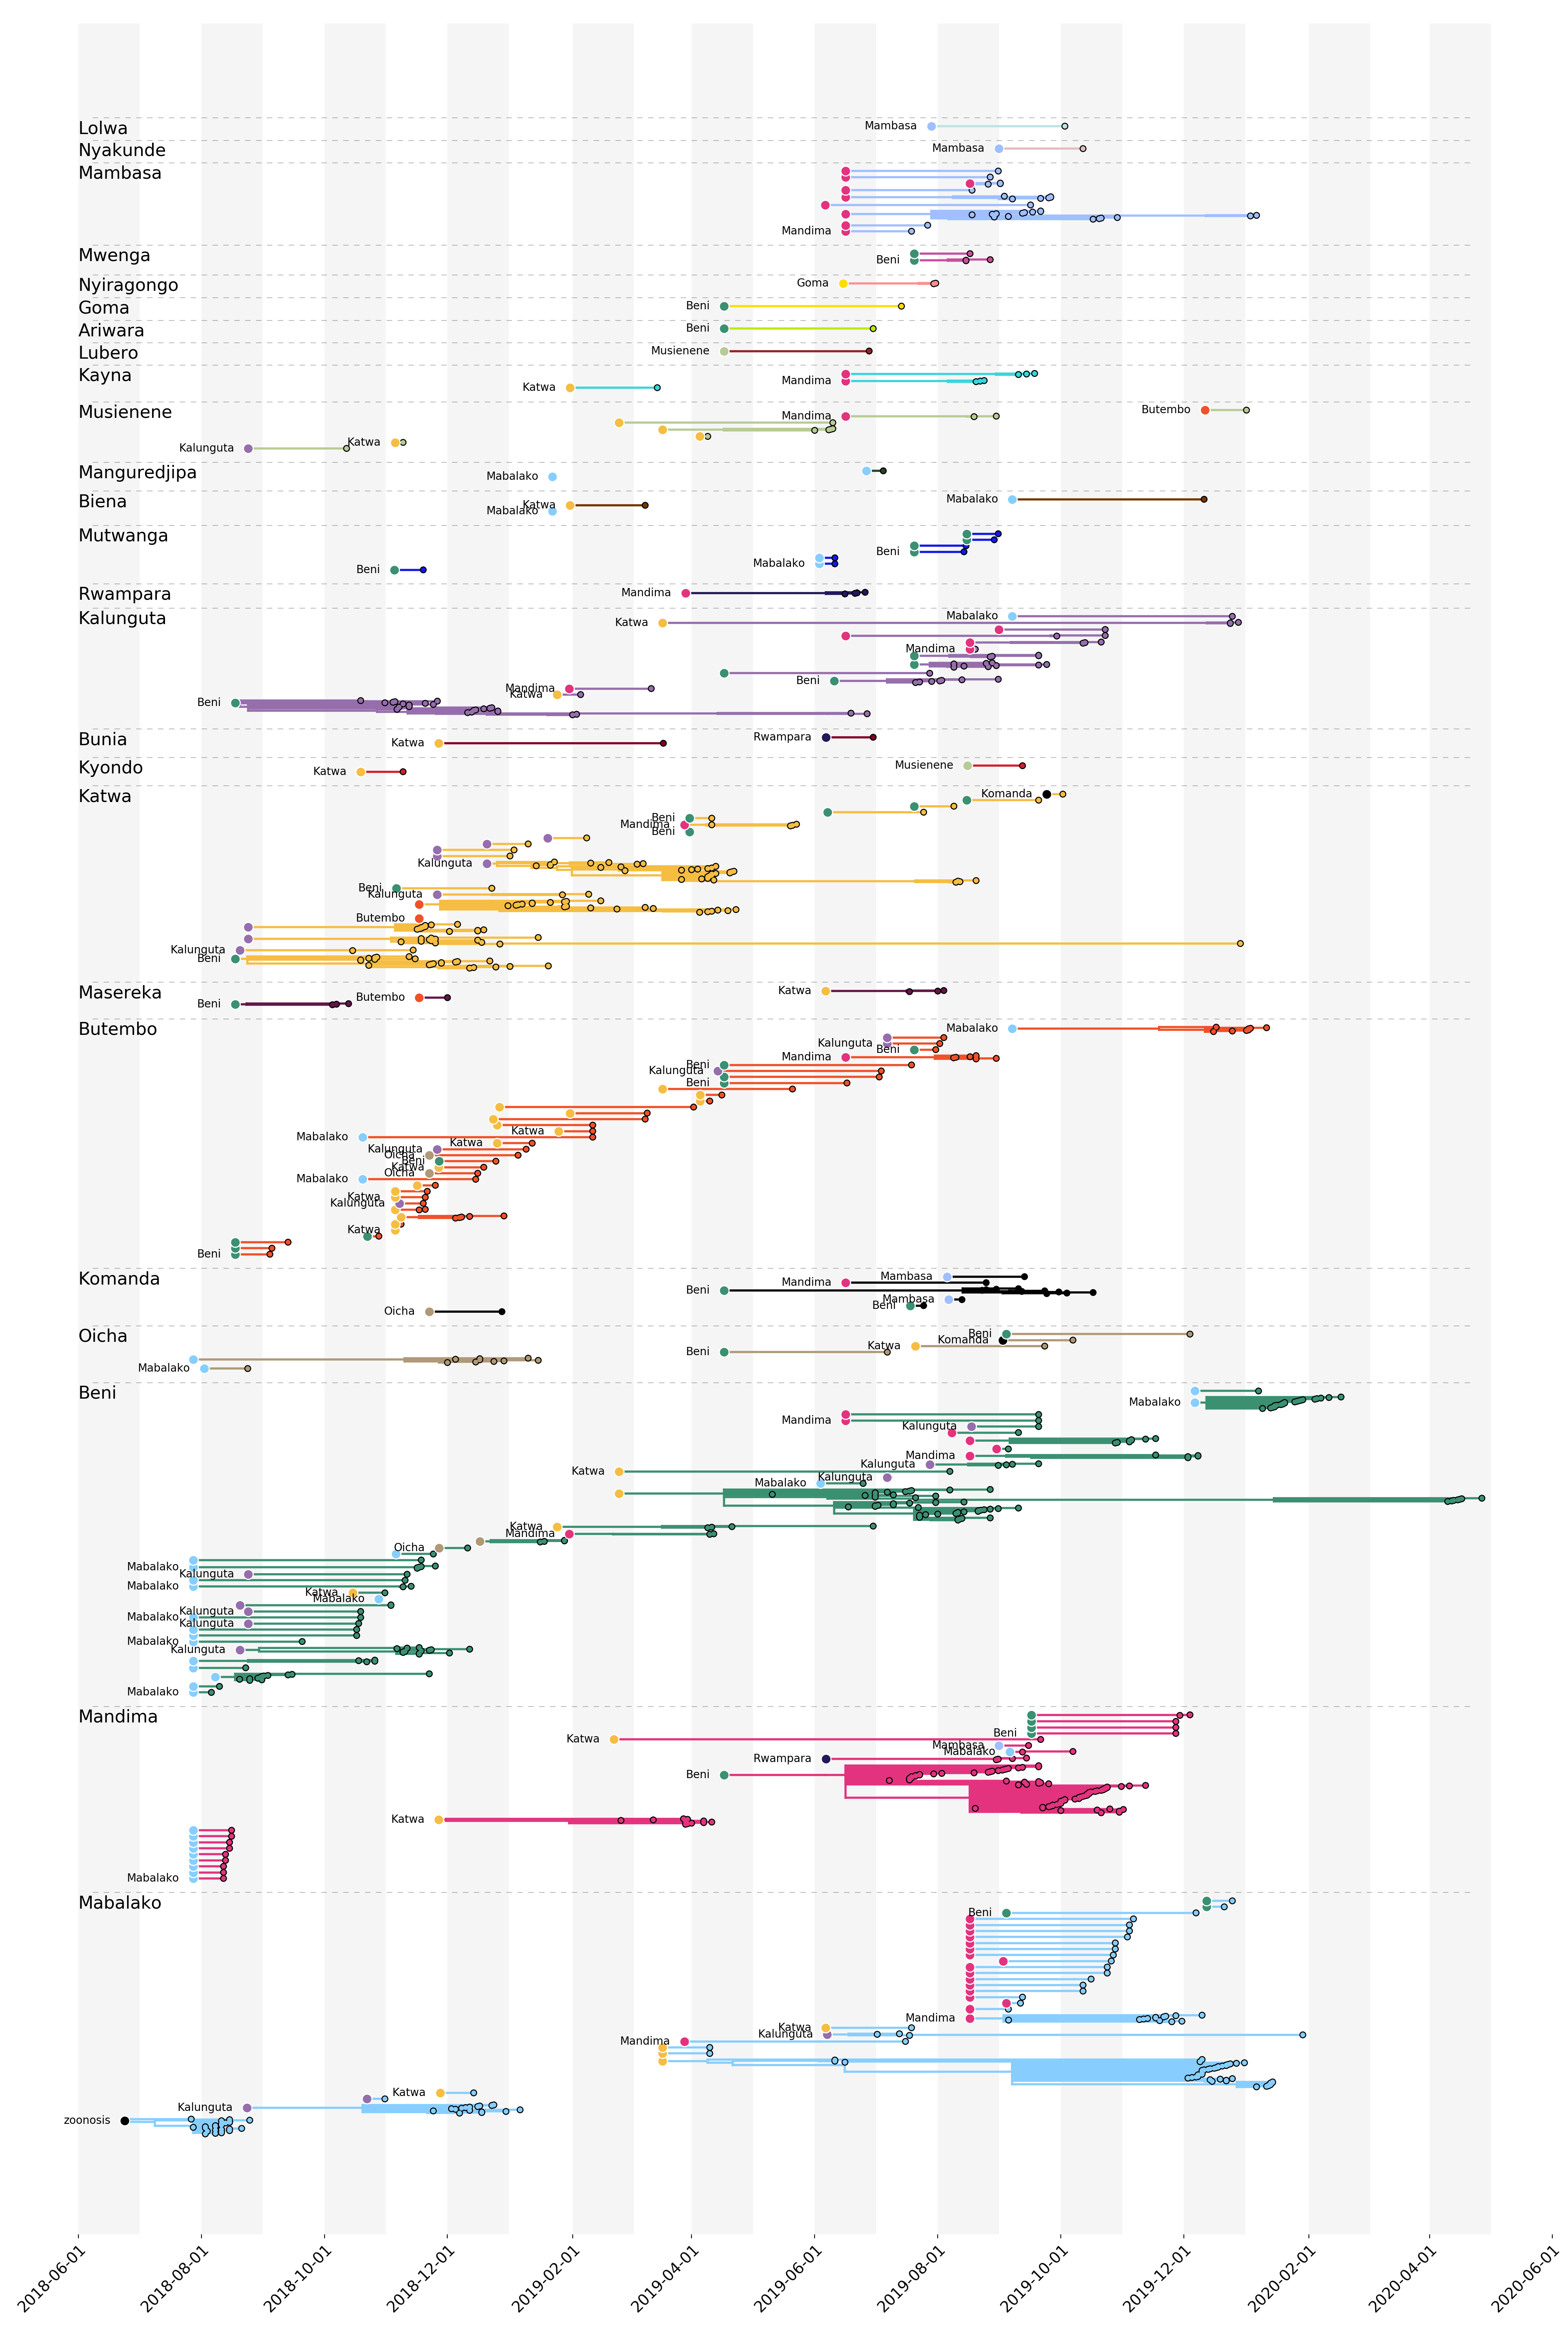 Lolwa
Mambasa
Nyakunde
Mambasa
Mambasa
Mandima
Mwenga
Beni
Nyiragongo
Goma
Goma
Beni
Ariwara
Beni
Lubero
Musienene
Kayna
Mandima
Katwa
Musienene
Butembo
Mandima
Katwa
Kalunguta
Manguredjipa
Mabalako
Biena
Mabalako
Katwa
Mabalako
Mutwanga
Beni
Mabalako
Beni
Rwampara
Mandima
Kalunguta
Mabalako
Katwa
Mandima
Beni
Mandima
Katwa
Beni
Bunia
Rwampara
Katwa
Kyondo
Musienene
Katwa
Katwa
Komanda
Beni
Mandima
Beni
Kalunguta
Beni
Kalunguta
Butembo
Kalunguta
Beni
Masereka
Katwa
Butembo
Beni
Butembo
Mabalako
Kalunguta
Beni
Mandima
Beni
Kalunguta
Beni
Katwa
Mabalako
Katwa
Kalunguta
Oicha
Beni
Katwa
Oicha
Mabalako
Katwa
Kalunguta
Katwa
Beni
Komanda
Mambasa
Mandima
Beni
Mambasa
Beni
Oicha
Oicha
Beni
Komanda
Katwa
Beni
Mabalako
Beni
Mabalako
Mandima
Kalunguta
Mandima
Kalunguta
Katwa
Kalunguta
Mabalako
Katwa
Mandima
Oicha
Mabalako
Kalunguta
Mabalako
Katwa
Mabalako
Kalunguta
Mabalako
Kalunguta
Mabalako
Kalunguta
Mabalako
Mandima
Beni
Katwa
Mambasa
Mabalako
Rwampara
Beni
Katwa
Mabalako
Mabalako
Beni
Mandima
Katwa
Kalunguta
Mandima
Katwa
Kalunguta
zoonosis
2018-06-01
2018-08-01
2018-10-01
2018-12-01
2019-02-01
2019-04-01
2019-06-01
2019-08-01
2019-10-01
2019-12-01
2020-02-01
2020-04-01
2020-06-01